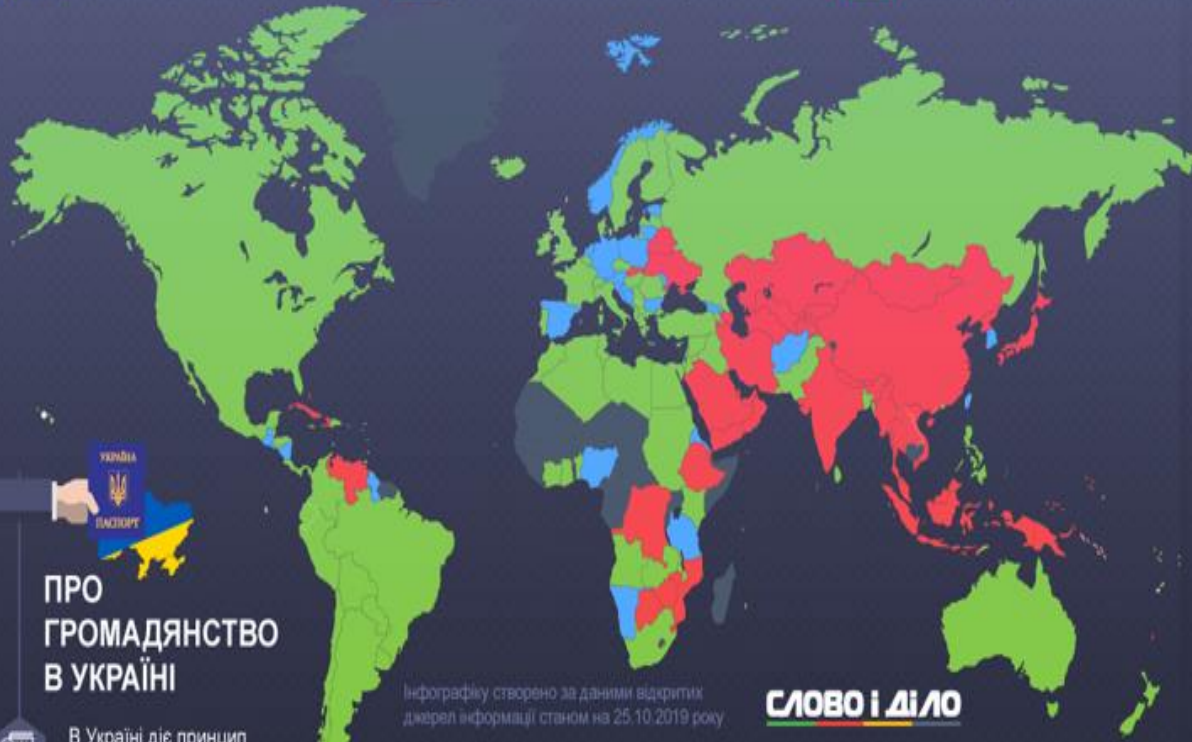 УКРАЇНА
ПАСПОРТ
ПРО
ГРОМАДЯНСТВО
В УКРАЇНІ
В Україні діє принцип
Інфографіку створено за даними відкритих
джерел інформації станом на 25.10.2019 року
СЛОВО і ДІЛО